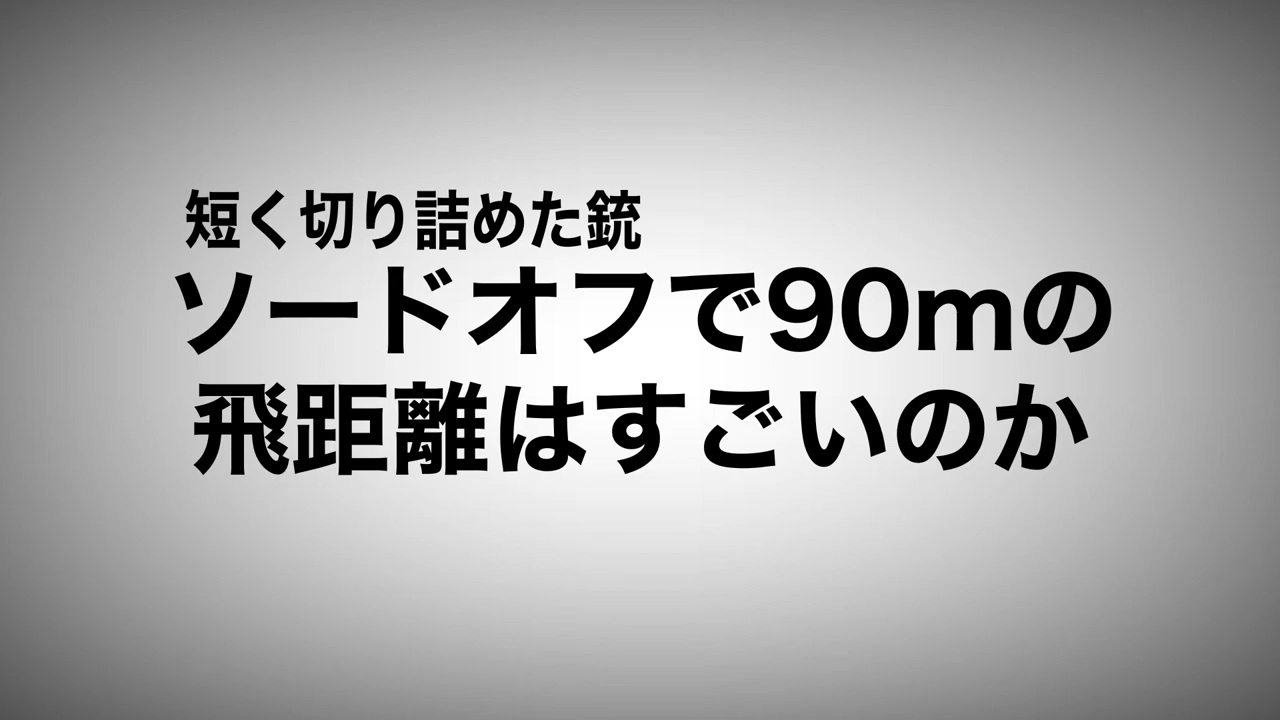 短く切り詰めた銃
ソードオフで90mの
飛距離はすごいのか